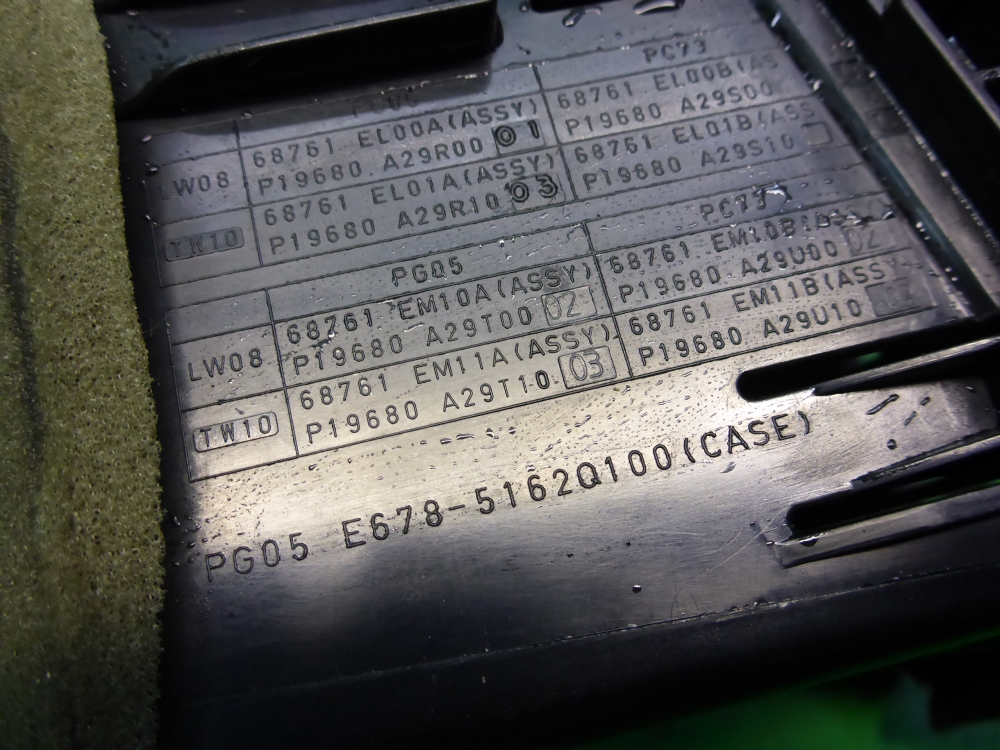 PC73
68761 EL00A(ASSY) 68761 EL00B(AS
LW08 P19680 A29R00 01 P19680 A29S00
68761 EL01A(ASSY) 68761 EL01B(ASS
TW10 P19680 A29R10 03 P19680 A29S10
PG05 PC73
68761 EM10A(ASSY) 68761 EM10B(ASS
LW08 P19680 A29T00 02 P19680 A29U00 02
68761 EM11A(ASSY) 68761 EM11B(ASSY
TW10 P19680 A29T10 03 P19680 A29U10
PG05 E678-5162Q100(CASE)